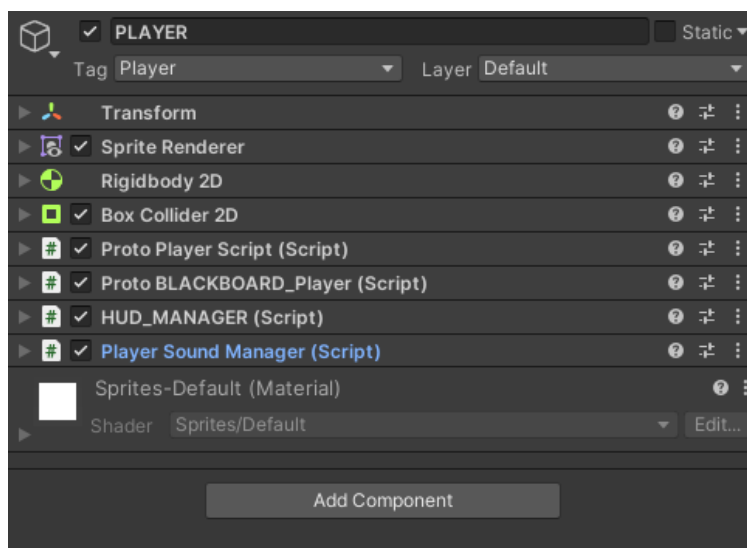 PLAYER Static
Tag Player Layer Default
Transform
Sprite Renderer
Rigidbody 2D
Box Collider 2D
Proto Player Script (Script)
Proto BLACKBOARD_Player (Script)
HUD_MANAGER (Script)
Player Sound Manager (Script)
Sprites-Default (Material)
Shader Sprites/Default Edit...
Add Component